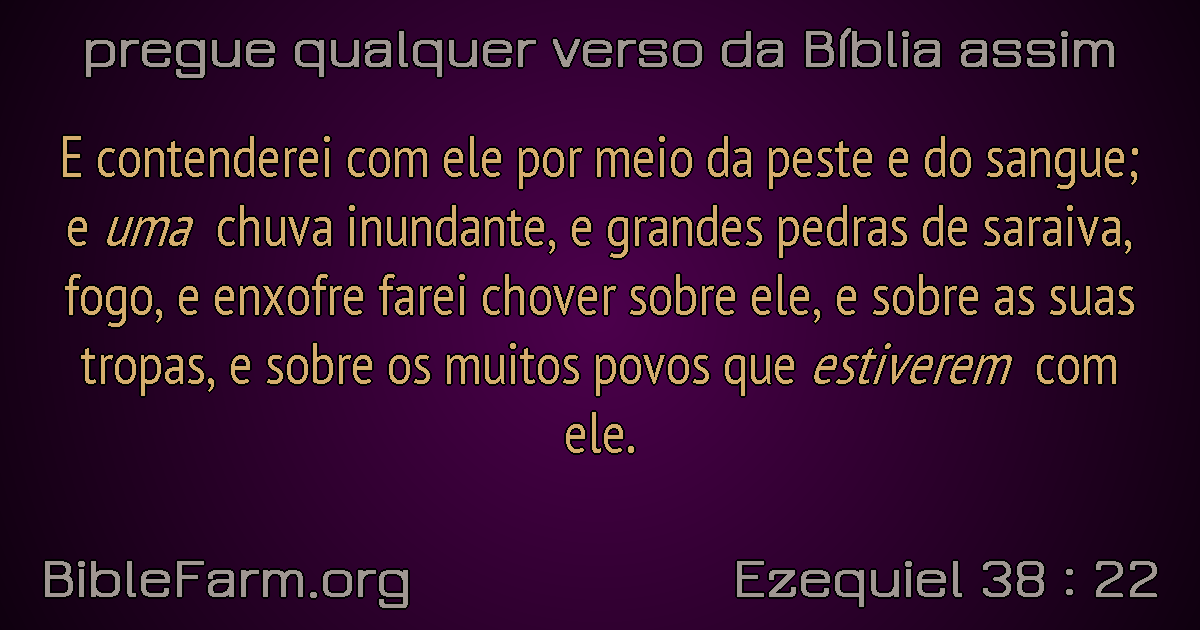 pregue qualquer verso da Bíblia assim
E contenderei com ele por meio da peste e do sangue;
e uma chuva inundante, e grandes pedras de saraiva,
fogo, e enxofre farei chover sobre ele, e sobre as suas
tropas, e sobre os muitos povos que estiverem com
ele.
BibleFarm.org
Ezequiel 38 : 22